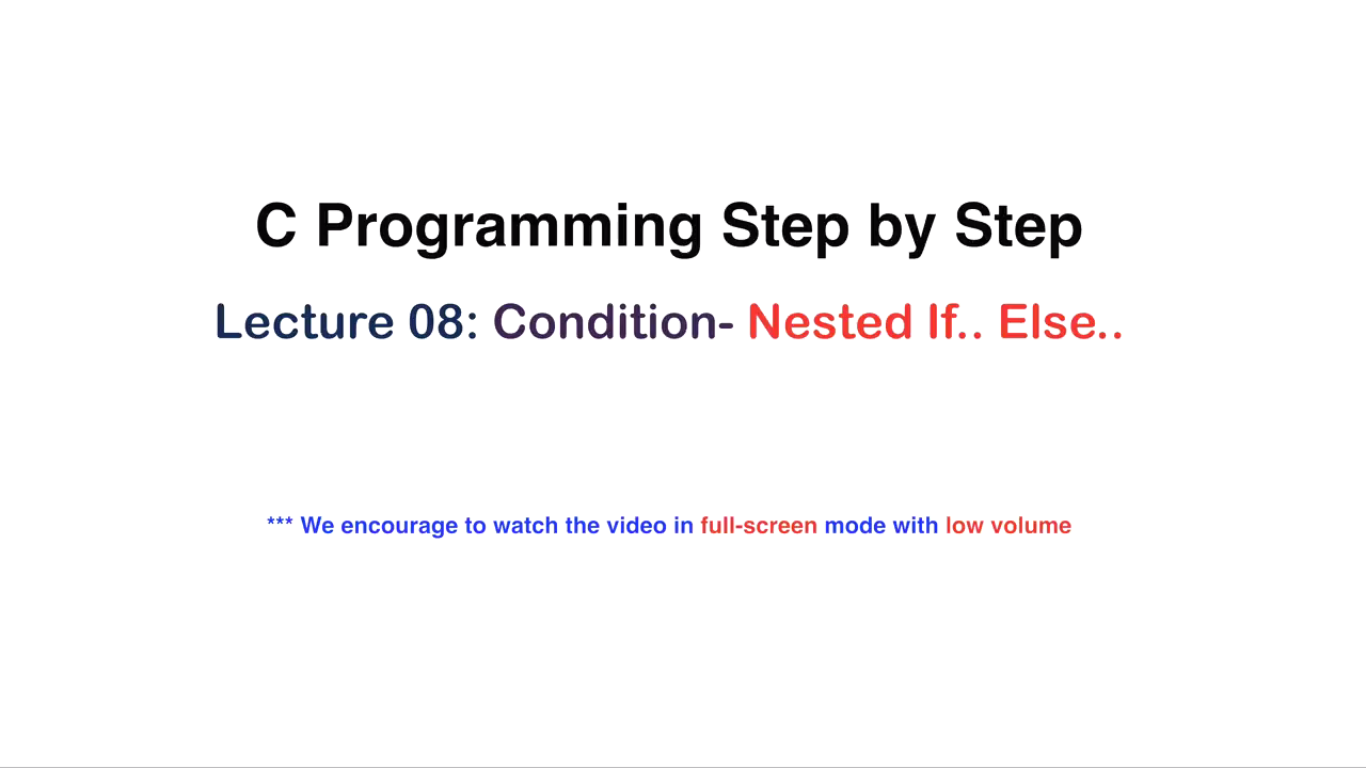 C Programming Step by Step
Lecture 08: Condition- Nested If.. Else..
*** We encourage to watch the video in full-screen mode with low volume